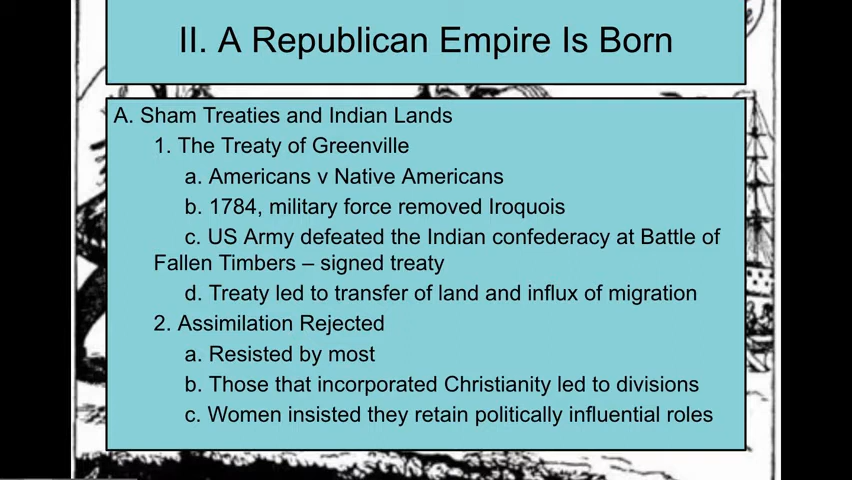 II. A Republican Empire Is Born
A. Sham Treaties and Indian Lands
1. The Treaty of Greenville
a. Americans v Native Americans
b. 1784, military force removed Iroquois
c. US Army defeated the Indian confederacy at Battle of
Fallen Timbers – signed treaty
d. Treaty led to transfer of land and influx of migration
2. Assimilation Rejected
a. Resisted by most
b. Those that incorporated Christianity led to divisions
c. Women insisted they retain politically influential roles